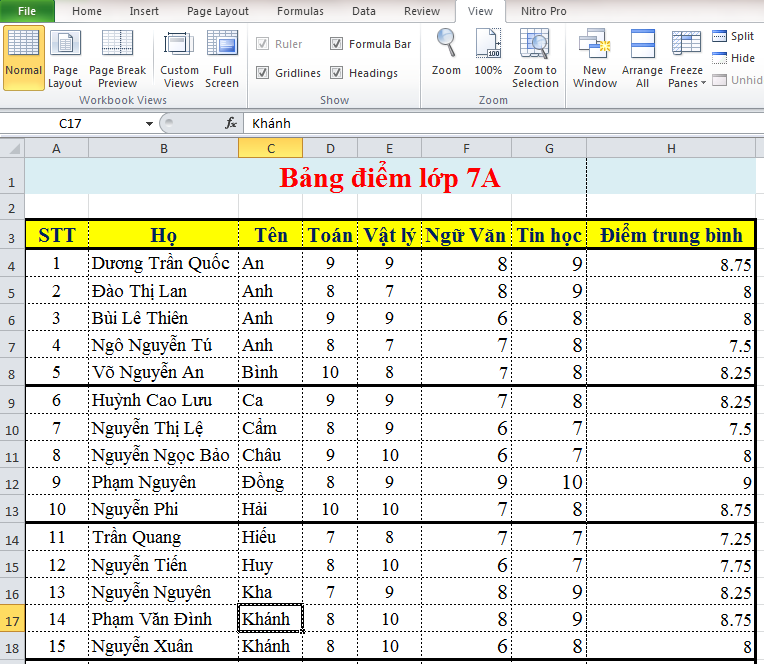 File Home Insert Page Layout Formulas Data Review View Nitro Pro
Normal Page Layout Page Break Preview Custom Views Full Screen
Ruler Formula Bar
Gridlines Headings
Zoom 100% Zoom to Selection New Window Arrange All Freeze Panes
Split
Hide
Unhid
Workbook Views Show Zoom
C17 fx Khánh
A B C D E F G H
1 Bảng điểm lớp 7A
2
3 STT Họ Tên Toán Vật lý Ngữ Văn Tin học Điểm trung bình
4 1 Dương Trần Quốc An 9 9 8 9 8.75
5 2 Đào Thị Lan Anh 8 7 8 9 8
6 3 Bùi Lê Thiên Anh 9 9 6 8 8
7 4 Ngô Nguyễn Tú Anh 8 7 7 8 7.5
8 5 Võ Nguyễn An Bình 10 8 7 8 8.25
9 6 Huỳnh Cao Lưu Ca 9 9 7 8 8.25
10 7 Nguyễn Thị Lệ Cẩm 8 9 6 7 7.5
11 8 Nguyễn Ngọc Bảo Châu 9 10 6 7 8
12 9 Phạm Nguyên Đồng 8 9 9 10 9
13 10 Nguyễn Phi Hải 10 10 7 8 8.75
14 11 Trần Quang Hiếu 7 8 7 7 7.25
15 12 Nguyễn Tiến Huy 8 10 6 7 7.75
16 13 Nguyễn Nguyên Kha 7 9 8 9 8.25
17 14 Phạm Văn Đình Khánh 8 10 8 9 8.75
18 15 Nguyễn Xuân Khánh 8 10 6 8 8